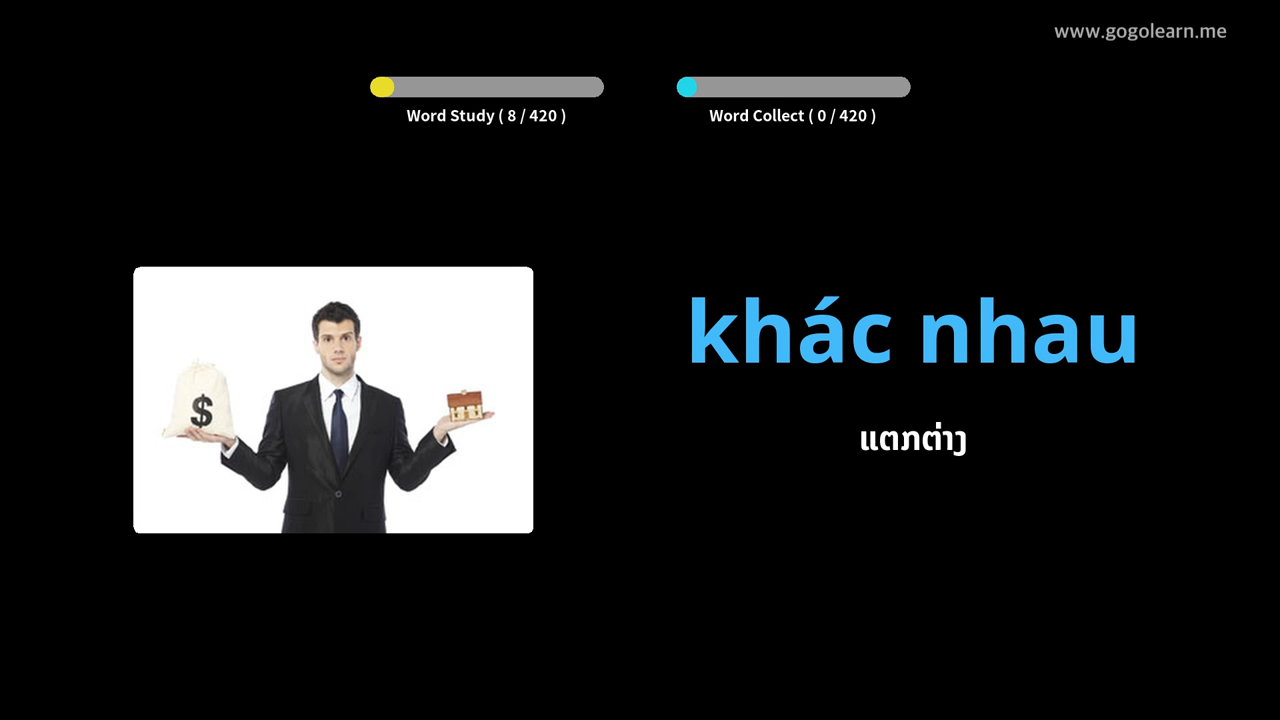 www.gogolearn.me
Word Study ( 8 / 420 )
Word Collect ( 0 / 420 )
$
khác nhau
ແຕກຕ່າງ